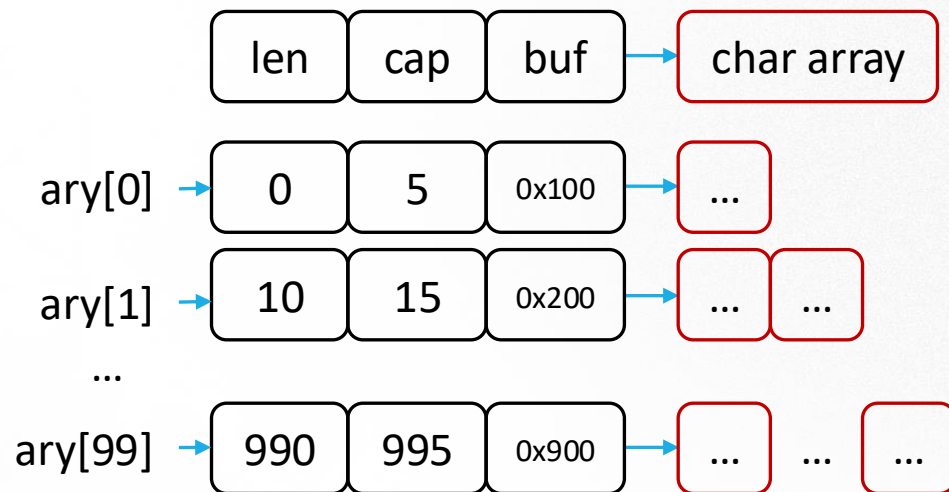 len cap buf char array
ary[0] 0 5 0x100 ...
ary[1] 10 15 0x200 ... ...
...
ary[99] 990 995 0x900 ... ... ...